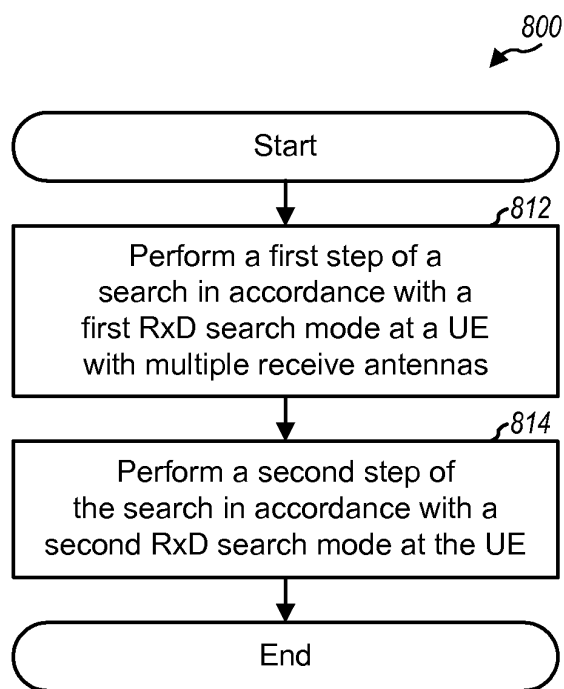 800
Start
812
Perform a first step of a
search in accordance with a
first RxD search mode at a UE
with multiple receive antennas
814
Perform a second step of
the search in accordance with a
second RxD search mode at the UE
End